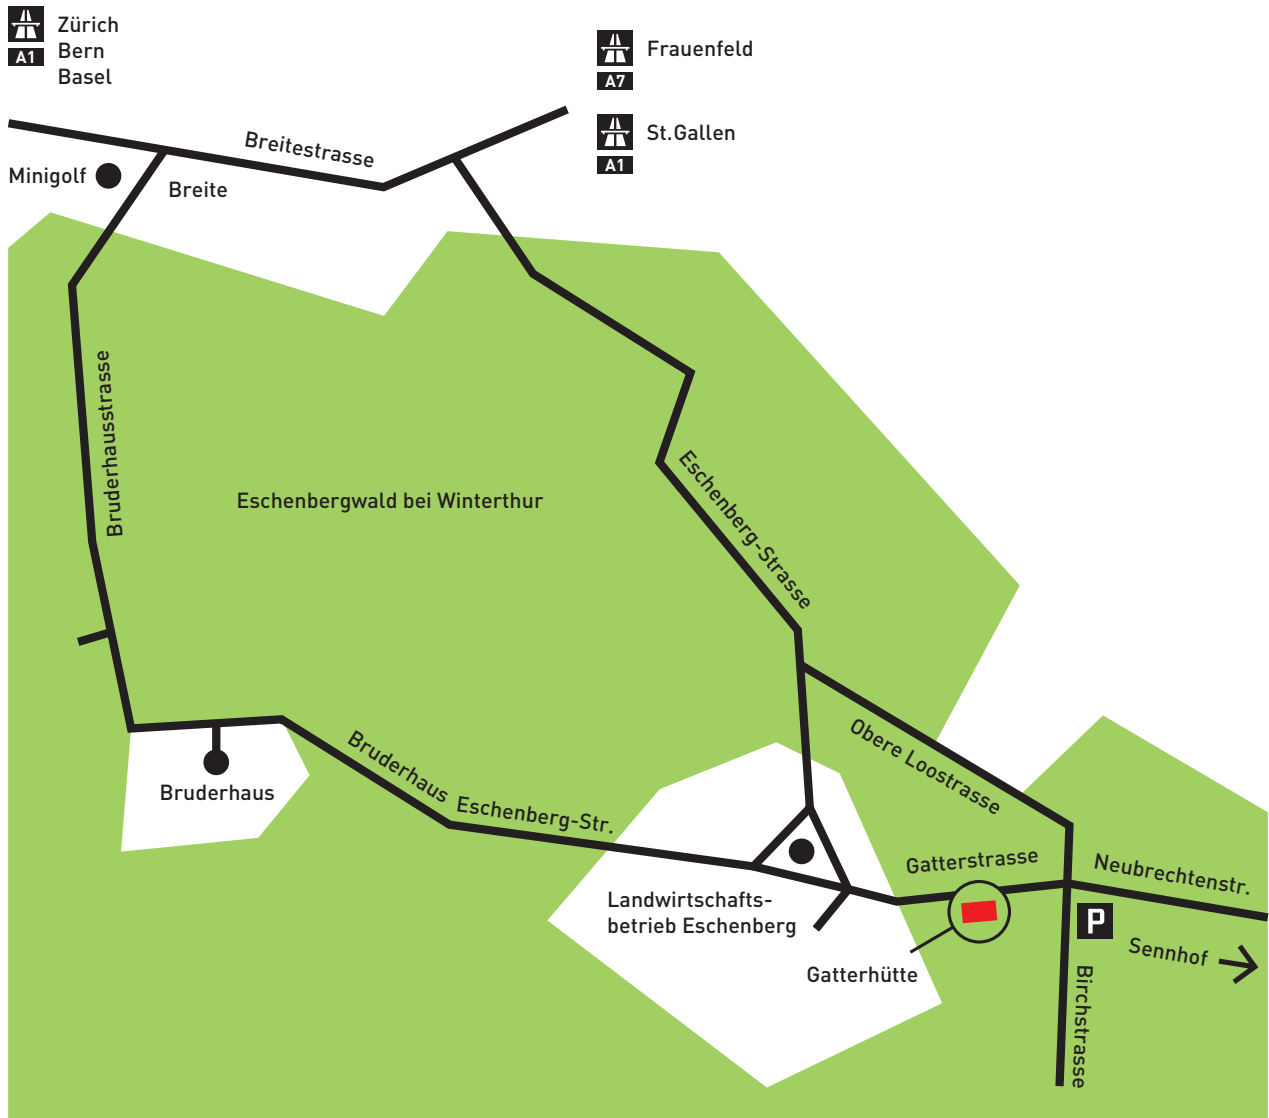 Zürich
A1 Bern
Basel
Frauenfeld
A7
St.Gallen
A1
Breitestrasse
Minigolf
Breite
Bruderhausstrasse
Eschenbergwald bei Winterthur
Eschenberg-Strasse
Obere Loostrasse
Bruderhaus Eschenberg-Str.
Bruderhaus
Gatterstrasse
Neubrechtenstr.
Landwirtschafts-
betrieb Eschenberg
P
Sennhof
Gatterhütte
Birchstrasse